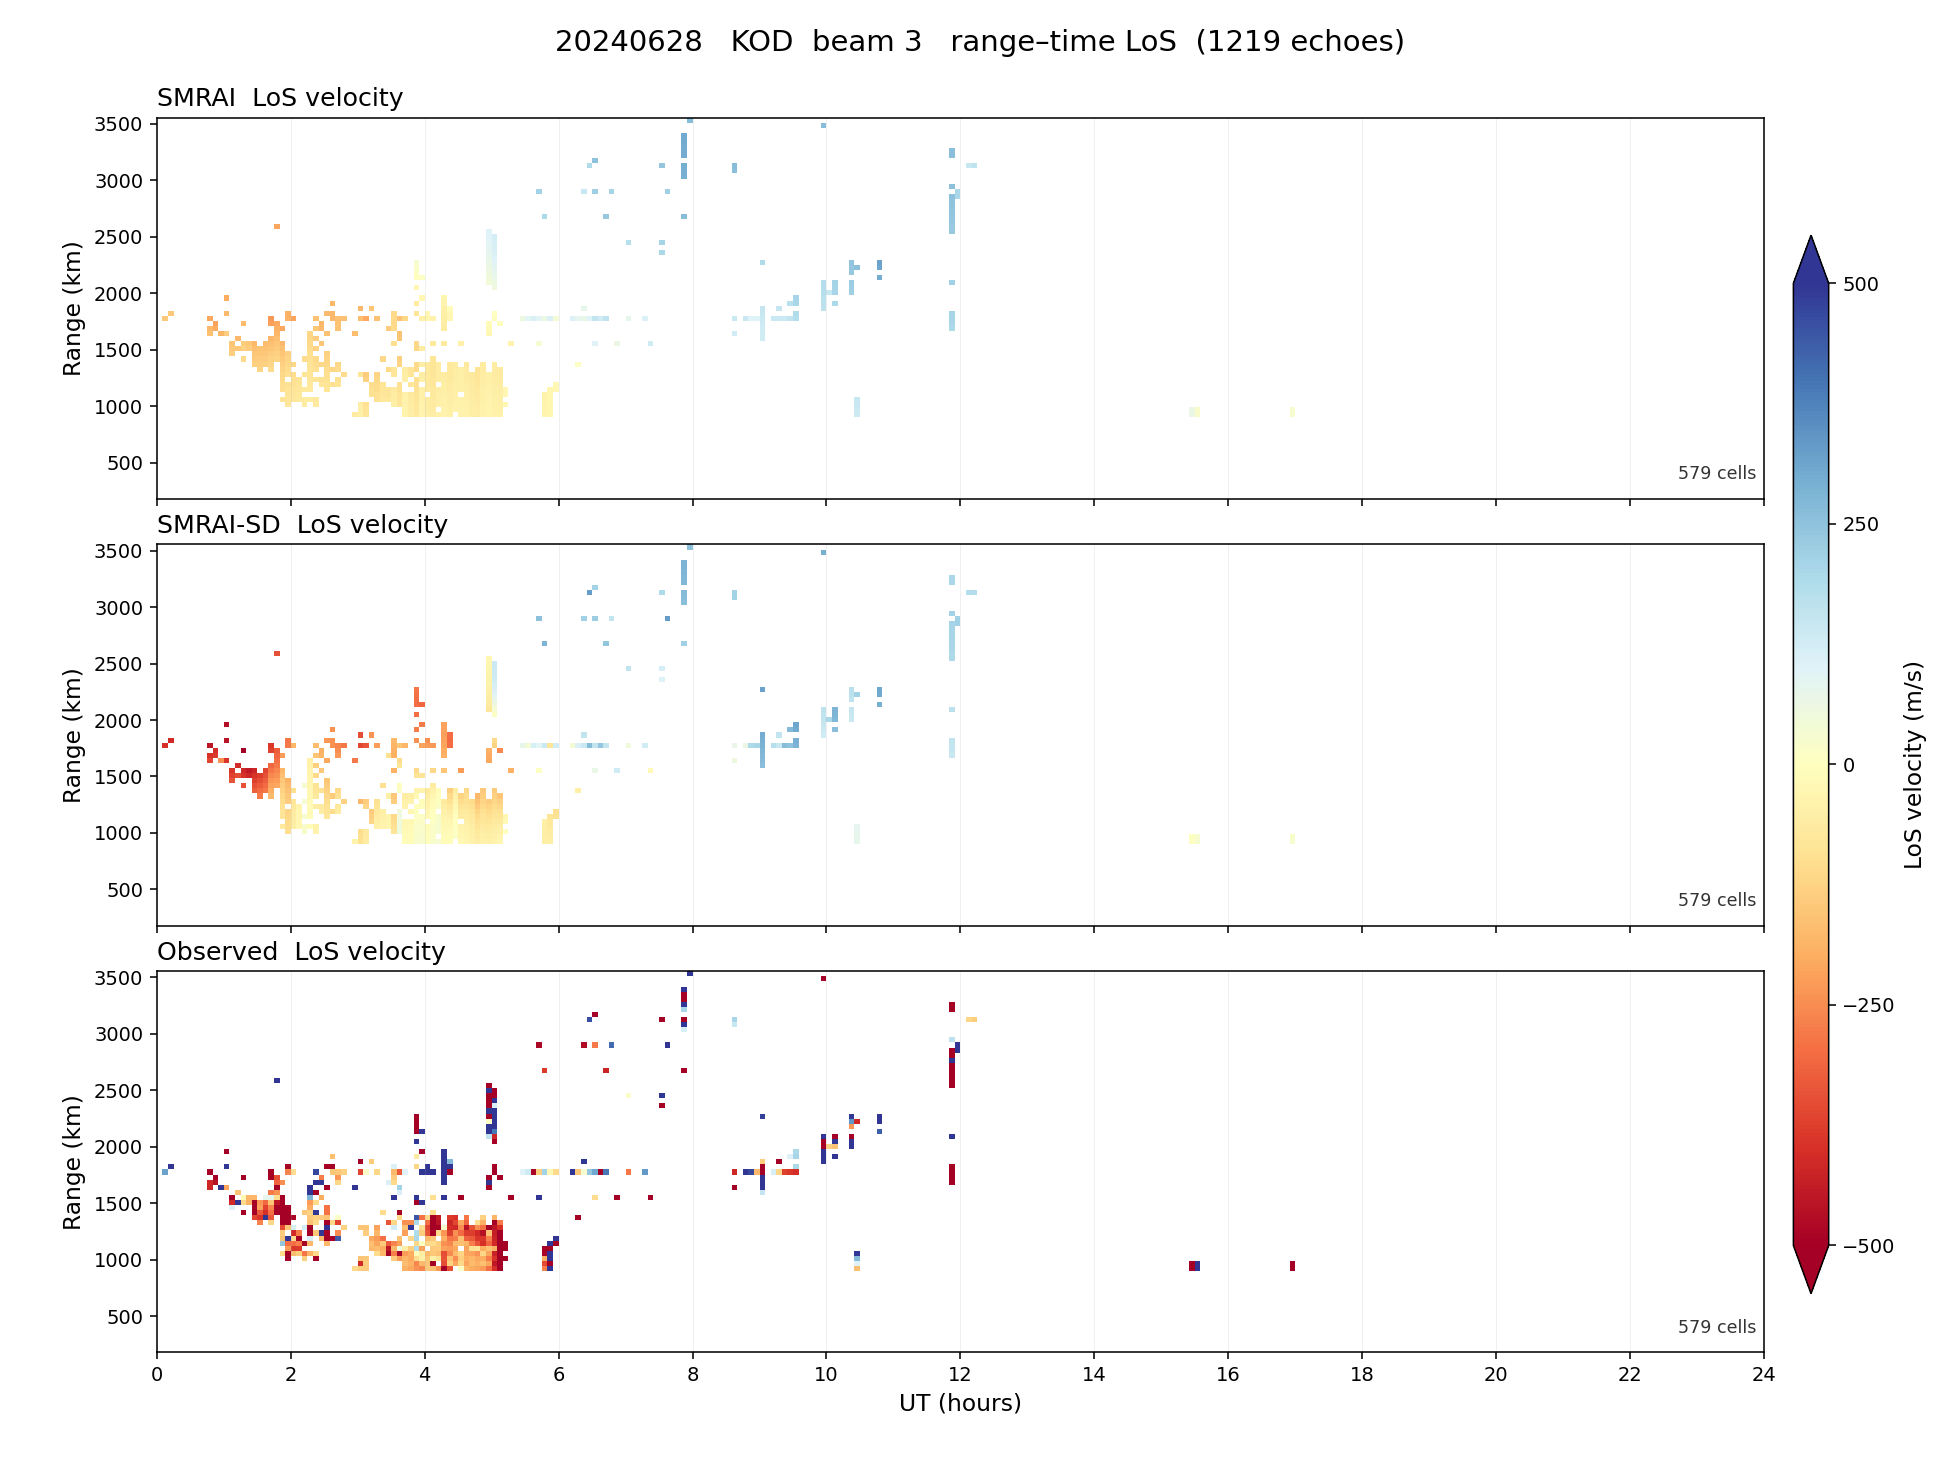 20240628   KOD  beam 3   range–time LoS  (1219 echoes)
SMRAI  LoS velocity
3500
3000
2500
2000
1500
1000
500
Range (km)
579 cells
SMRAI-SD  LoS velocity
3500
3000
2500
2000
1500
1000
500
Range (km)
579 cells
Observed  LoS velocity
3500
3000
2500
2000
1500
1000
500
Range (km)
579 cells
0 2 4 6 8 10 12 14 16 18 20 22 24
UT (hours)
500
250
0
−250
−500
LoS velocity (m/s)